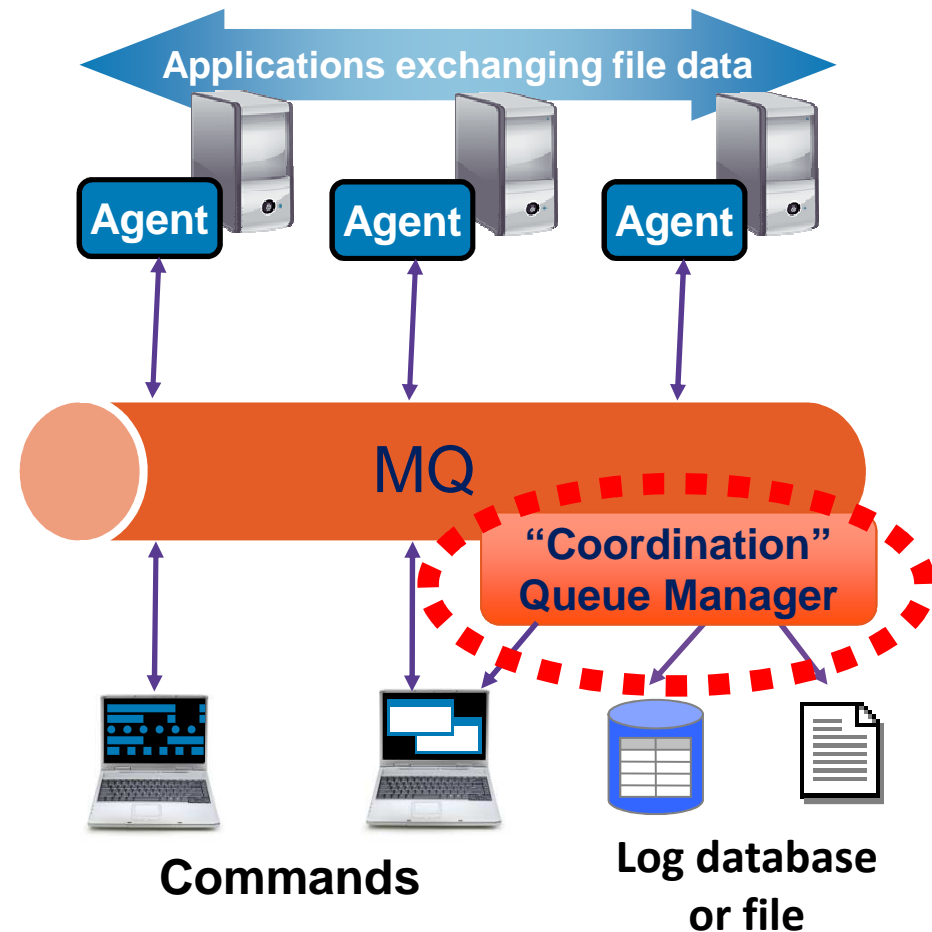 Applications exchanging file data
Agent
Agent
Agent
MQ
“Coordination”
Queue Manager
Commands
Log database
or file